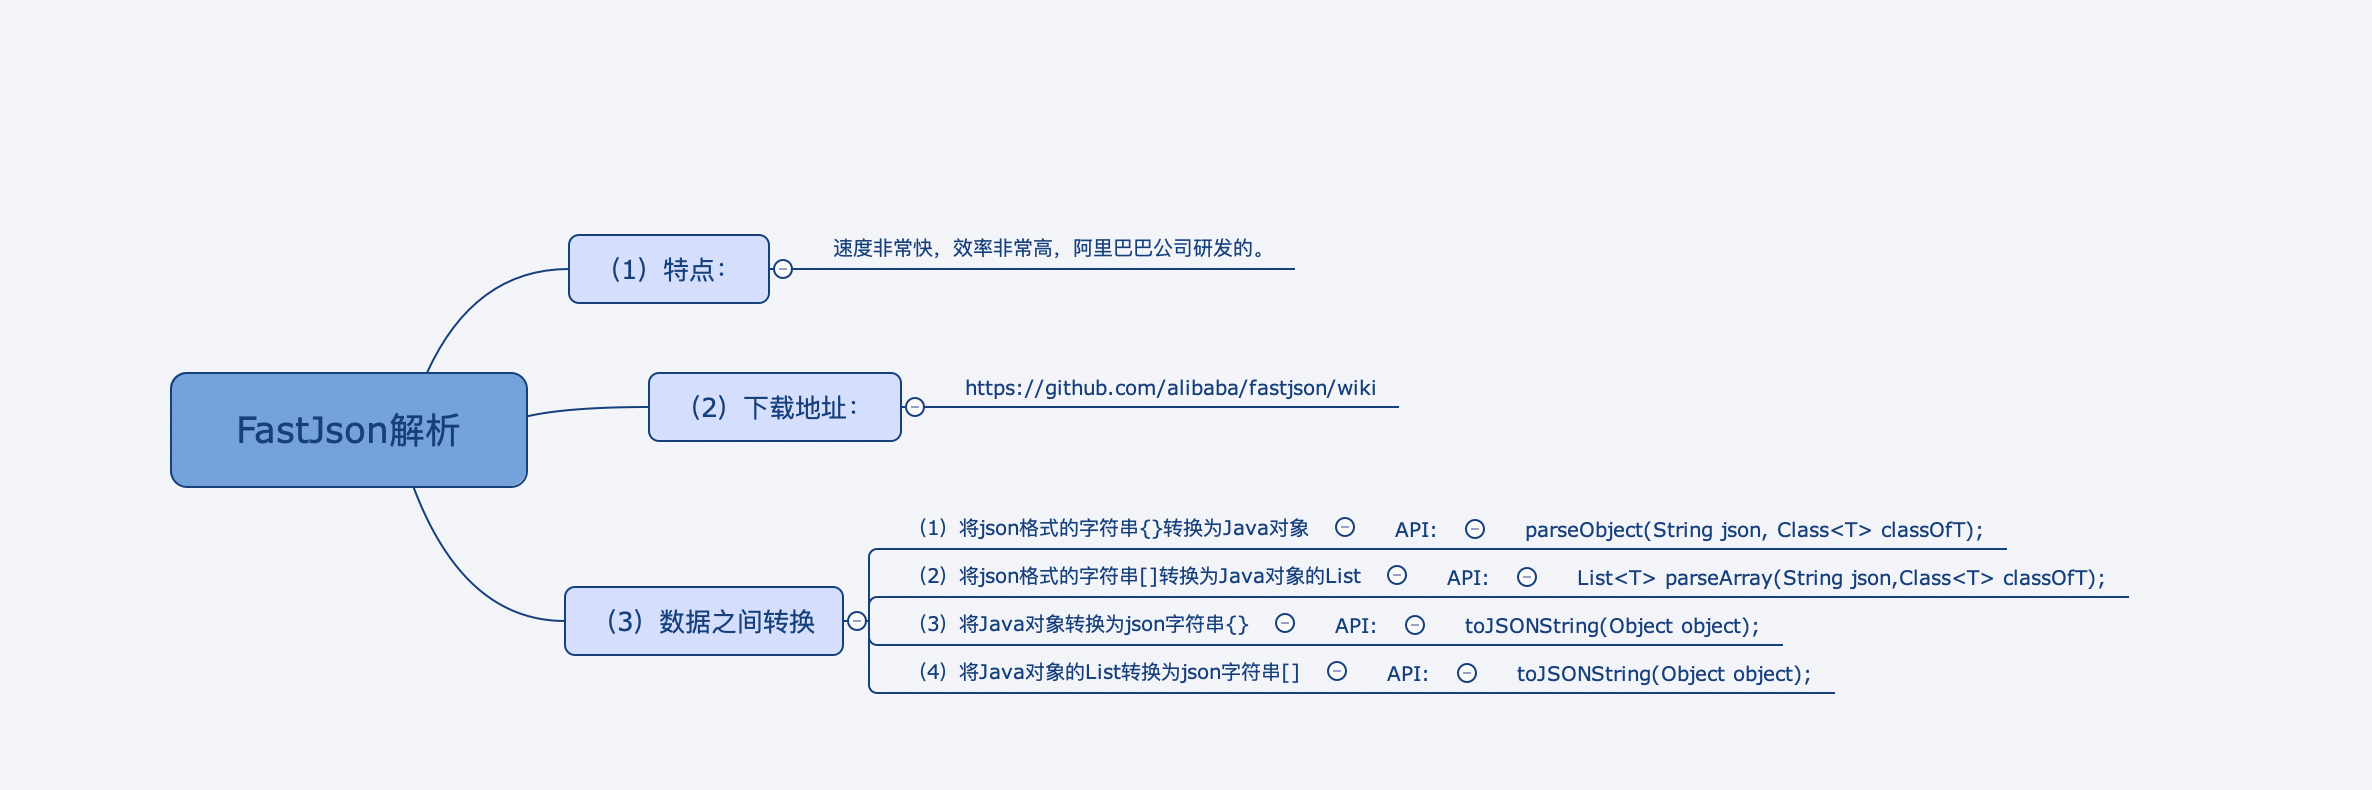 FastJson解析
（1）特点：
速度非常快，效率非常高，阿里巴巴公司研发的。
（2）下载地址：
https://github.com/alibaba/fastjson/wiki
（3）数据之间转换
（1）将json格式的字符串{}转换为Java对象 API: parseObject(String json, Class<T> classOfT);
（2）将json格式的字符串[]转换为Java对象的List API: List<T> parseArray(String json,Class<T> classOfT);
（3）将Java对象转换为json字符串{} API: toJSONString(Object object);
（4）将Java对象的List转换为json字符串[] API: toJSONString(Object object);